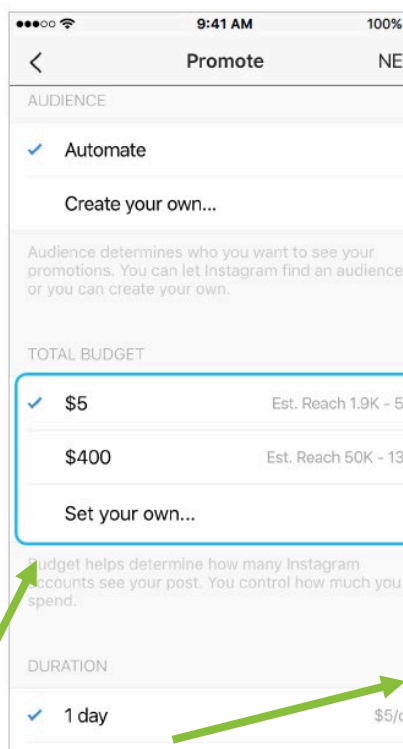 9:41 AM 100%
Promote NE
AUDIENCE
Automate
Create your own...
Audience determines who you want to see your
promotions. You can let Instagram find an audience
or you can create your own.
TOTAL BUDGET
$5 Est. Reach 1.9K - 5
$400 Est. Reach 50K - 13
Set your own...
Budget helps determine how many Instagram
accounts see your post. You control how much you
spend.
DURATION
1 day $5/d